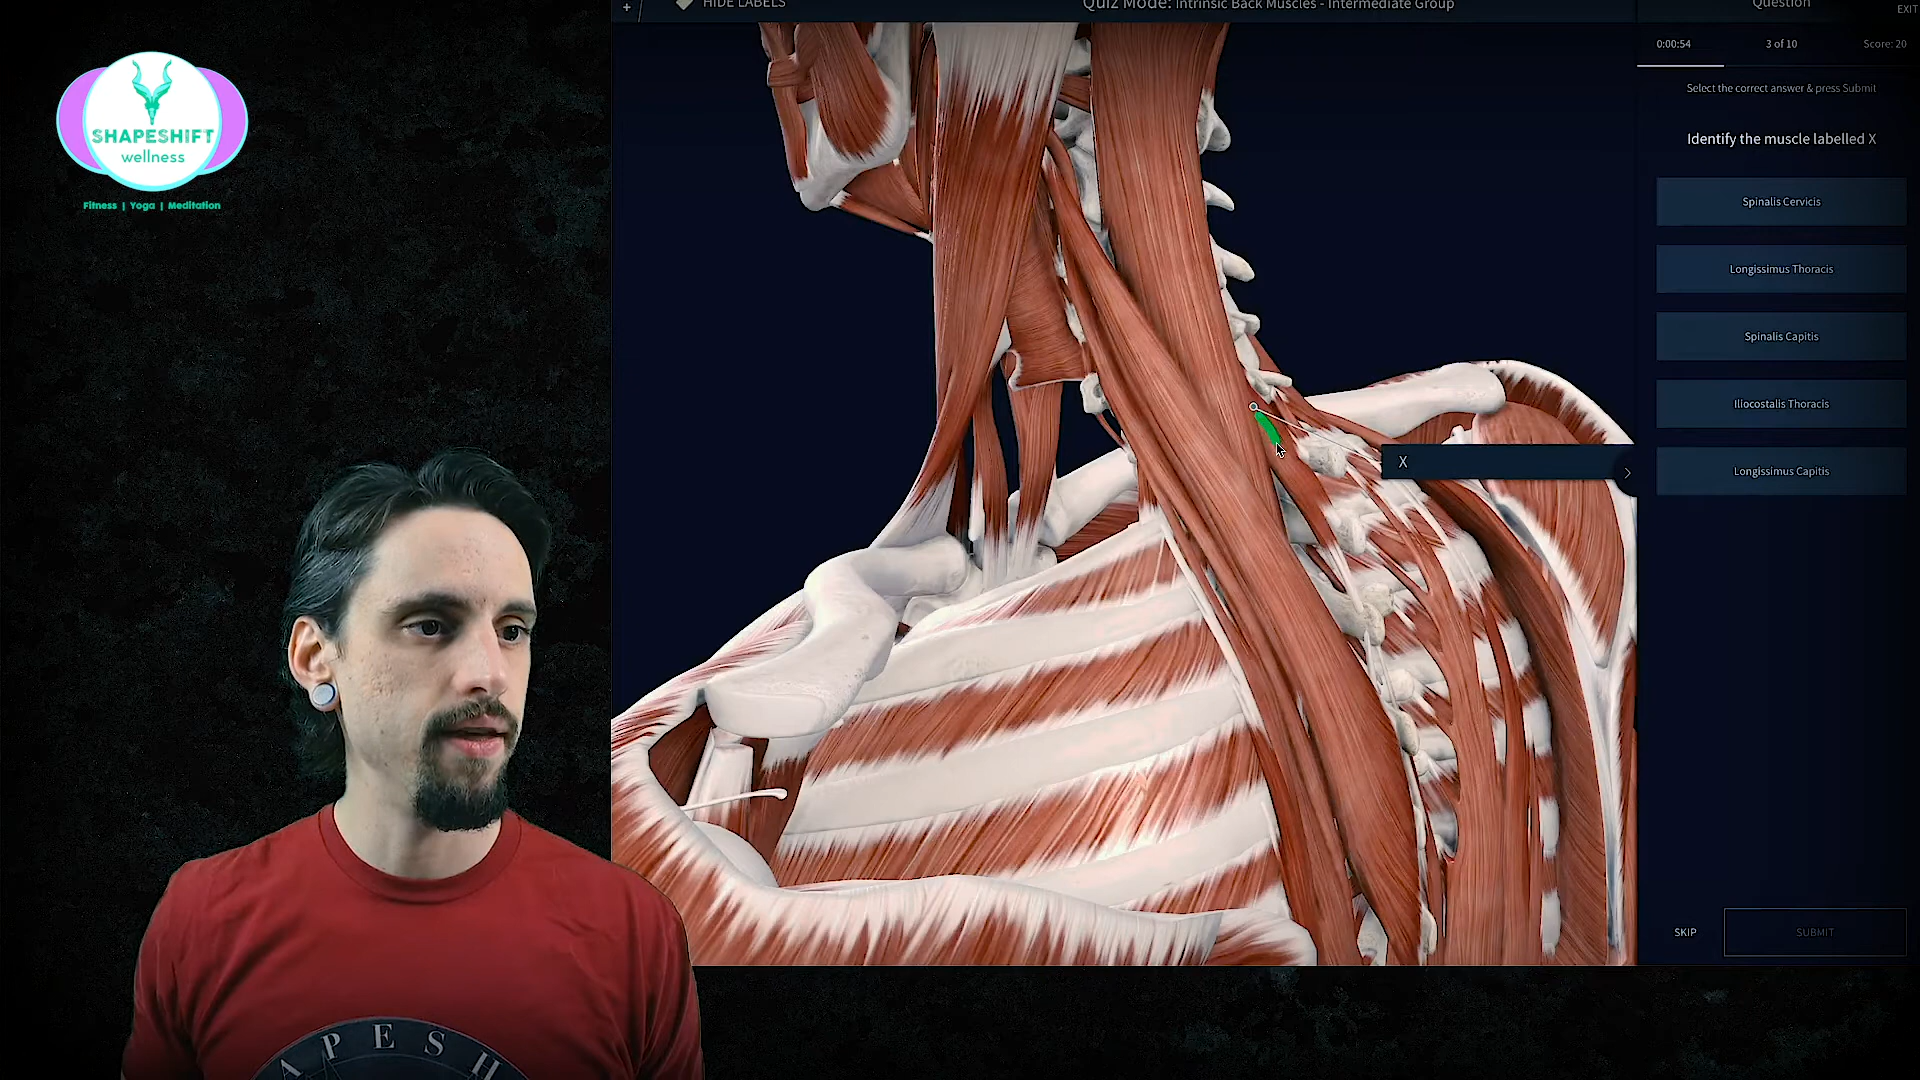 SHAPESHIFT
wellness
Fitness | Yoga | Meditation
+
HIDE LABELS
Quiz Mode: Intrinsic Back Muscles - Intermediate Group
Question
EXIT
0:00:54
3 of 10
Score: 20
Select the correct answer & press Submit
Identify the muscle labelled X
Spinalis Cervicis
Longissimus Thoracis
Spinalis Capitis
Iliocostalis Thoracis
Longissimus Capitis
X
SKIP
SUBMIT
A P E S H